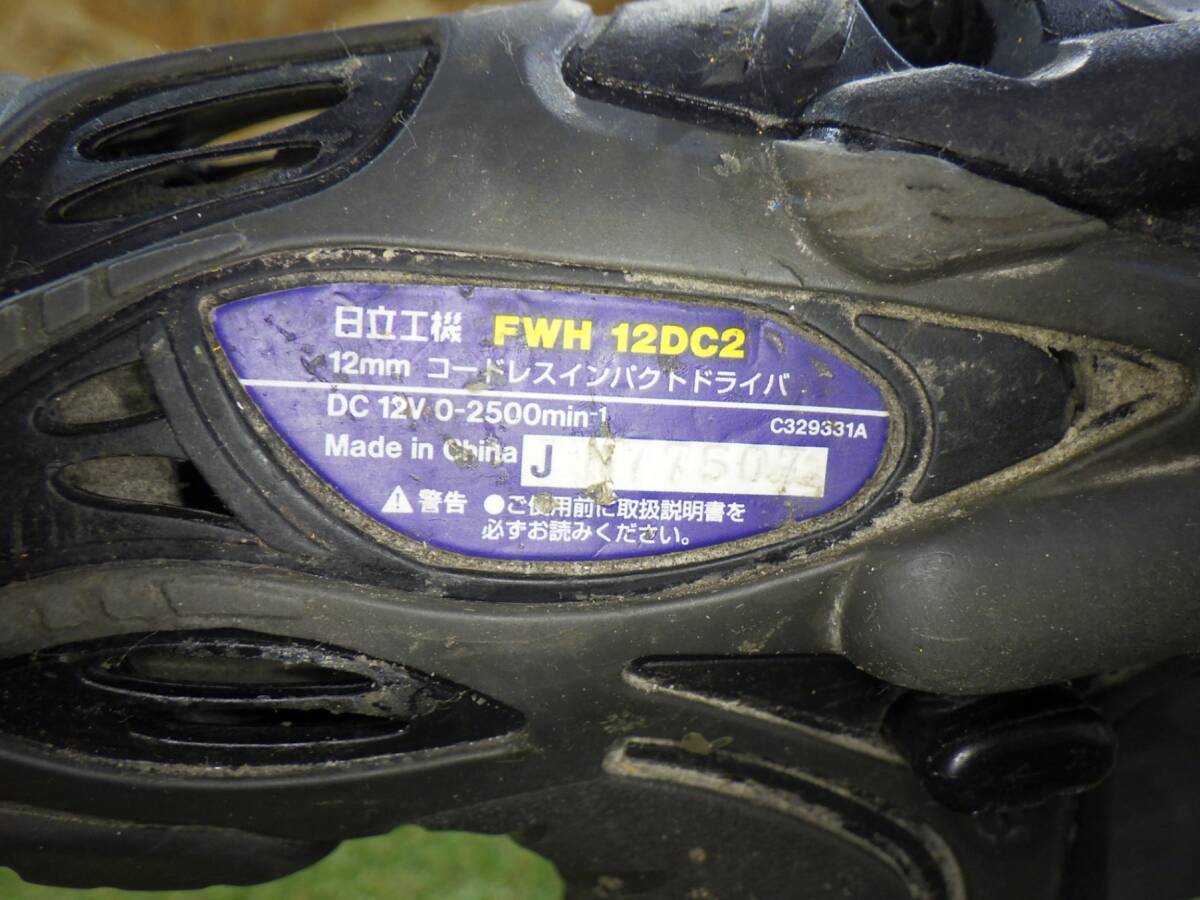 日立工機 FWH 12DC2
12mm コードレスインパクトドライバ
DC 12V 0-2500min-1
C329331A
Made in China J N77507
警告 ●ご使用前に取扱説明書を
必ずお読みください。